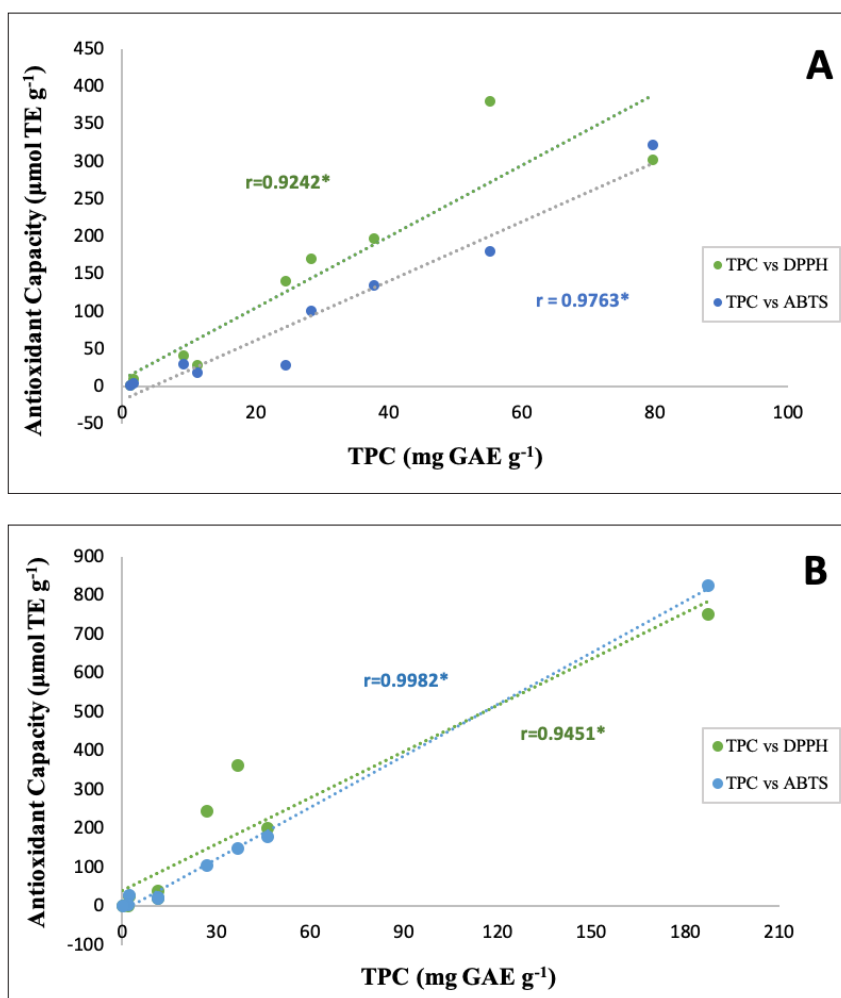 A
Antioxidant Capacity (µmol TE g⁻¹)
450
400
350
300
250
200
150
100
50
0
-50
r=0.9242*
r = 0.9763*
TPC vs DPPH
TPC vs ABTS
0 20 40 60 80 100
TPC (mg GAE g⁻¹)
B
Antioxidant Capacity (µmol TE g⁻¹)
900
800
700
600
500
400
300
200
100
0
-100
r=0.9982*
r=0.9451*
TPC vs DPPH
TPC vs ABTS
0 30 60 90 120 150 180 210
TPC (mg GAE g⁻¹)